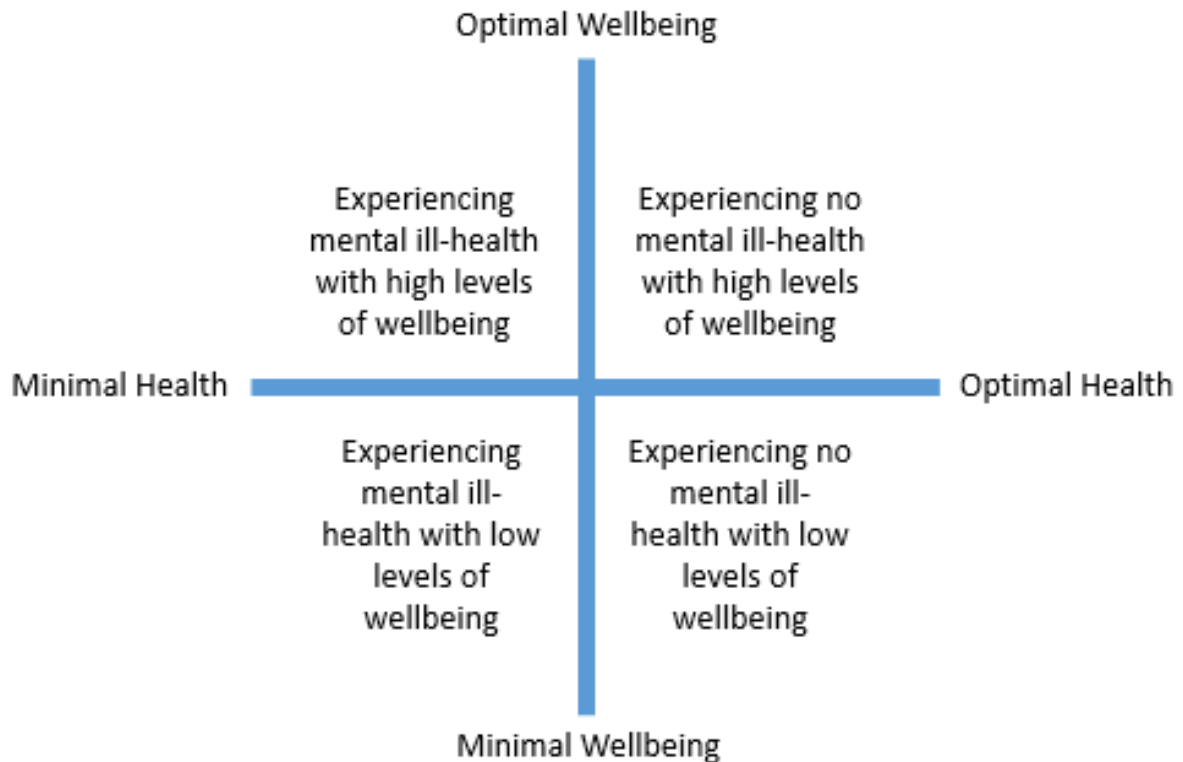 Optimal Wellbeing
Experiencing
mental ill-health
with high levels
of wellbeing
Experiencing no
mental ill-health
with high levels
of wellbeing
Minimal Health
Optimal Health
Experiencing
mental ill-
health with low
levels of
wellbeing
Experiencing no
mental ill-
health with low
levels of
wellbeing
Minimal Wellbeing